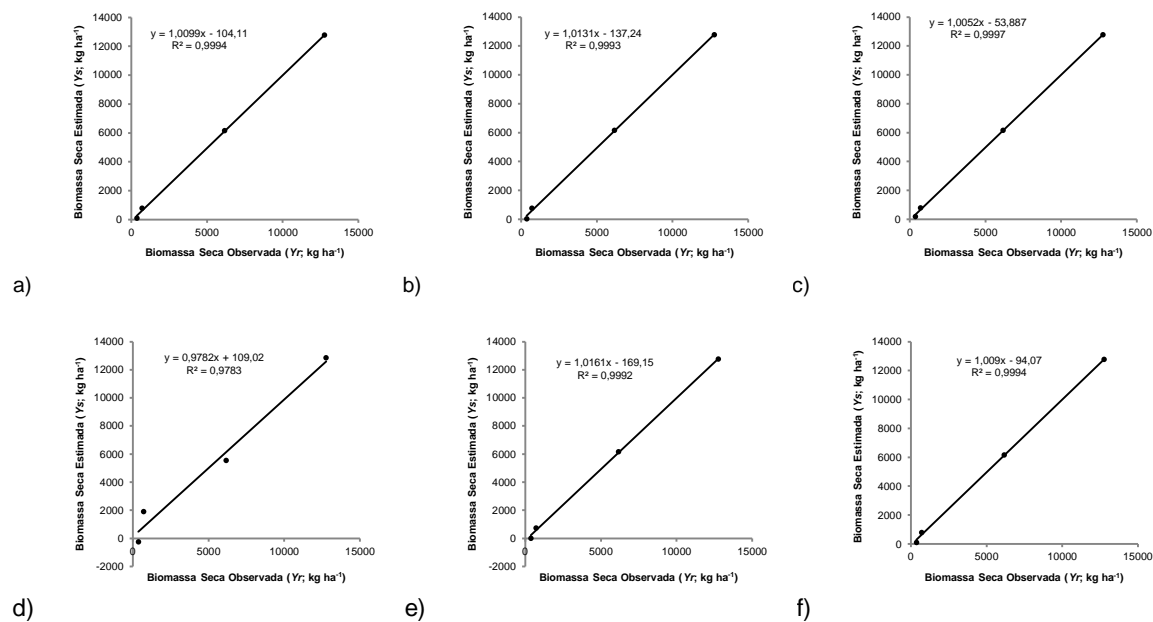 14000
12000
10000
8000
6000
4000
2000
0
Biomassa Seca Estimada (Ys; kg ha⁻¹)
y = 1,0099x - 104,11
R² = 0,9994
0 5000 10000 15000
Biomassa Seca Observada (Yr; kg ha⁻¹)
a)
14000
12000
10000
8000
6000
4000
2000
0
Biomassa Seca Estimada (Ys; kg ha⁻¹)
y = 1,0131x - 137,24
R² = 0,9993
0 5000 10000 15000
Biomassa Seca Observada (Yr; kg ha⁻¹)
b)
14000
12000
10000
8000
6000
4000
2000
0
Biomassa Seca Estimada (Ys; kg ha⁻¹)
y = 1,0052x - 53,887
R² = 0,9997
0 5000 10000 15000
Biomassa Seca Observada (Yr; kg ha⁻¹)
c)
14000
12000
10000
8000
6000
4000
2000
0
-2000
Biomassa Seca Estimada (Ys; kg ha⁻¹)
y = 0,9782x + 109,02
R² = 0,9783
0 5000 10000 15000
Biomassa Seca Observada (Yr; kg ha⁻¹)
d)
14000
12000
10000
8000
6000
4000
2000
0
-2000
Biomassa Seca Estimada (Ys; kg ha⁻¹)
y = 1,0161x - 169,15
R² = 0,9992
0 5000 10000 15000
Biomassa Seca Observada (Yr; kg ha⁻¹)
e)
14000
12000
10000
8000
6000
4000
2000
0
Biomassa Seca Estimada (Ys; kg ha⁻¹)
y = 1,009x - 94,07
R² = 0,9994
0 5000 10000 15000
Biomassa Seca Observada (Yr; kg ha⁻¹)
f)